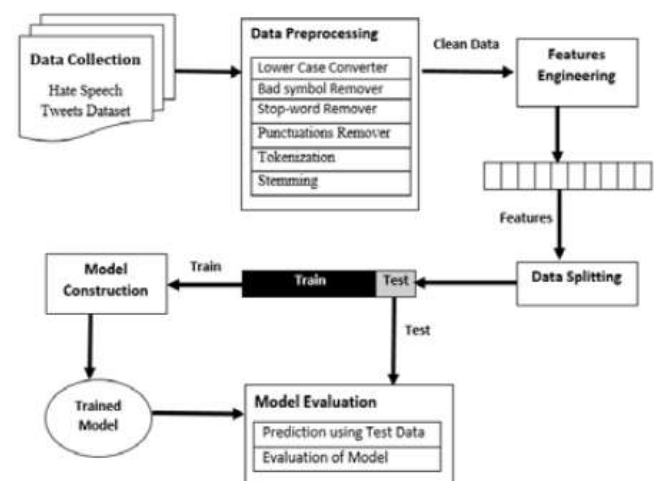 Data Collection
Hate Speech
Tweets Dataset
Data Preprocessing
Lower Case Converter
Bad symbol Remover
Stop-word Remover
Punctuations Remover
Tokenization
Stemming
Clean Data
Features
Engineering
Features
Data Splitting
Train
Test
Train
Test
Model
Construction
Trained
Model
Model Evaluation
Prediction using Test Data
Evaluation of Model